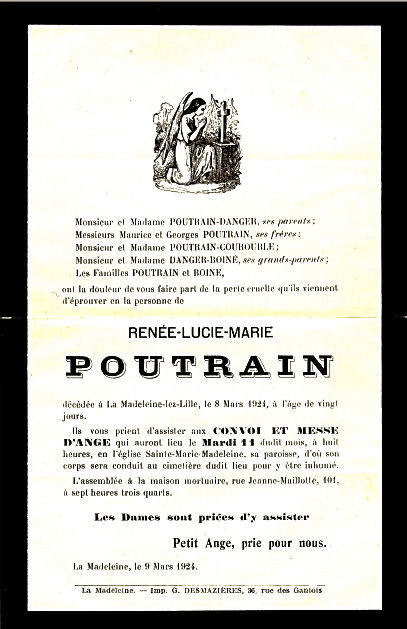 Monsieur et Madame POUTRAIN-DANGER, ses parents;
Messieurs Maurice et Georges POUTRAIN, ses frères;
Monsieur et Madame POUTRAIN-COUROUBLE;
Monsieur et Madame DANGER-BOINE, ses grands-parents;
Les Familles POUTRAIN et BOINE,
ont la douleur de vous faire part de la perte cruelle qu'ils viennent
d'éprouver en la personne de
RENÉE-LUCIE-MARIE
POUTRAIN
décédée à La Madeleine-lez-Lille, le 8 Mars 1924, à l'âge de vingt
jours.
Ils vous prient d'assister aux CONVOI ET MESSE
D'ANGE qui auront lieu le Mardi 11 dudit mois, à huit
heures, en l'église Sainte-Marie-Madeleine, sa paroisse, d'où son
corps sera conduit au cimetière dudit lieu pour y être inhumé.
L'assemblée à la maison mortuaire, rue Jeanne-Maillotte, 101,
à sept heures trois quarts.
Les Dames sont priées d'y assister
Petit Ange, prie pour nous.
La Madeleine, le 9 Mars 1924.
La Madeleine. — Imp. G. DESMAZIÈRES, 36, rue des Gantois